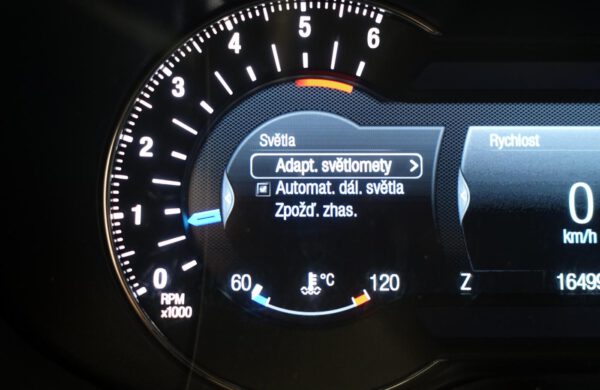 6
5
4
3
2
1
0
RPM
x1000
Světla
Adapt. světlomety >
Automat. dál. světla
Zpožď. zhas.
60 °C 120
Rychlost
0
km/h
Z 16499